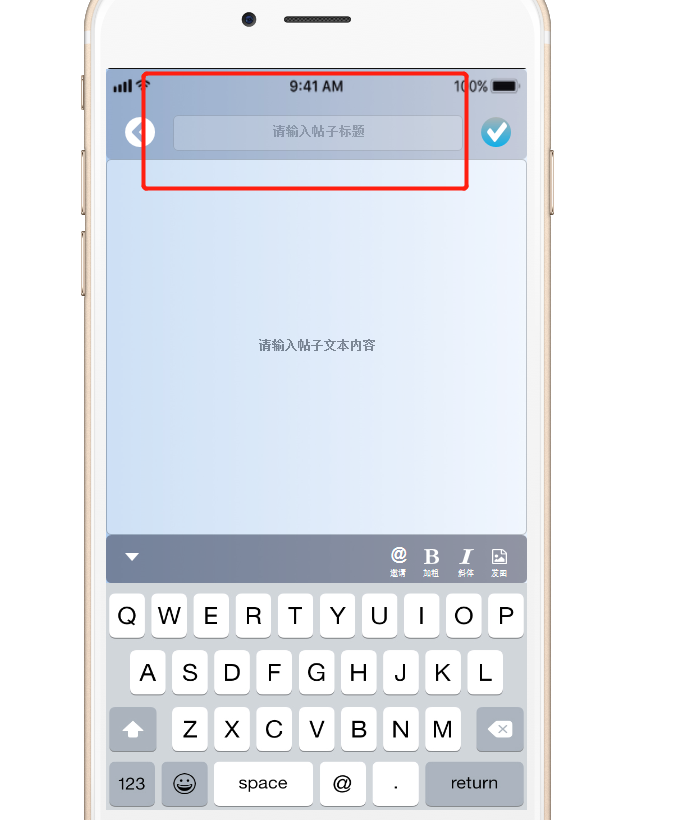 9:41 AM 100%
请输入帖子标题
请输入帖子文本内容
@ B I
邀请 加粗 斜体 发图
Q W E R T Y U I O P
A S D F G H J K L
Z X C V B N M
123 space @ . return